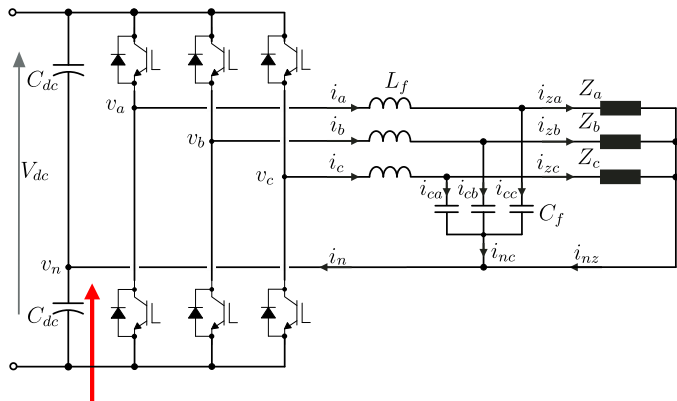 C_dc
V_dc
C_dc
v_a
v_b
v_c
v_n
i_a
i_b
i_c
L_f
i_za
i_zb
i_zc
Z_a
Z_b
Z_c
i_ca
i_cb
i_cc
C_f
i_n
i_nc
i_nz